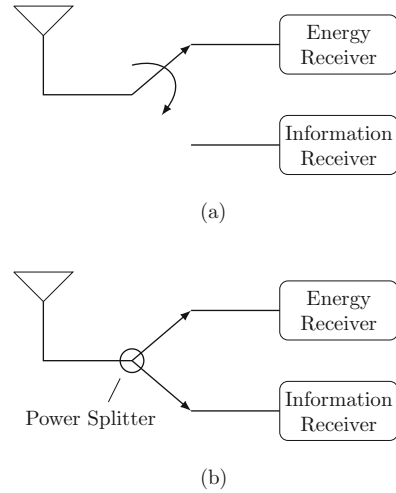 Energy
Receiver
Information
Receiver
(a)
Energy
Receiver
Power Splitter
Information
Receiver
(b)